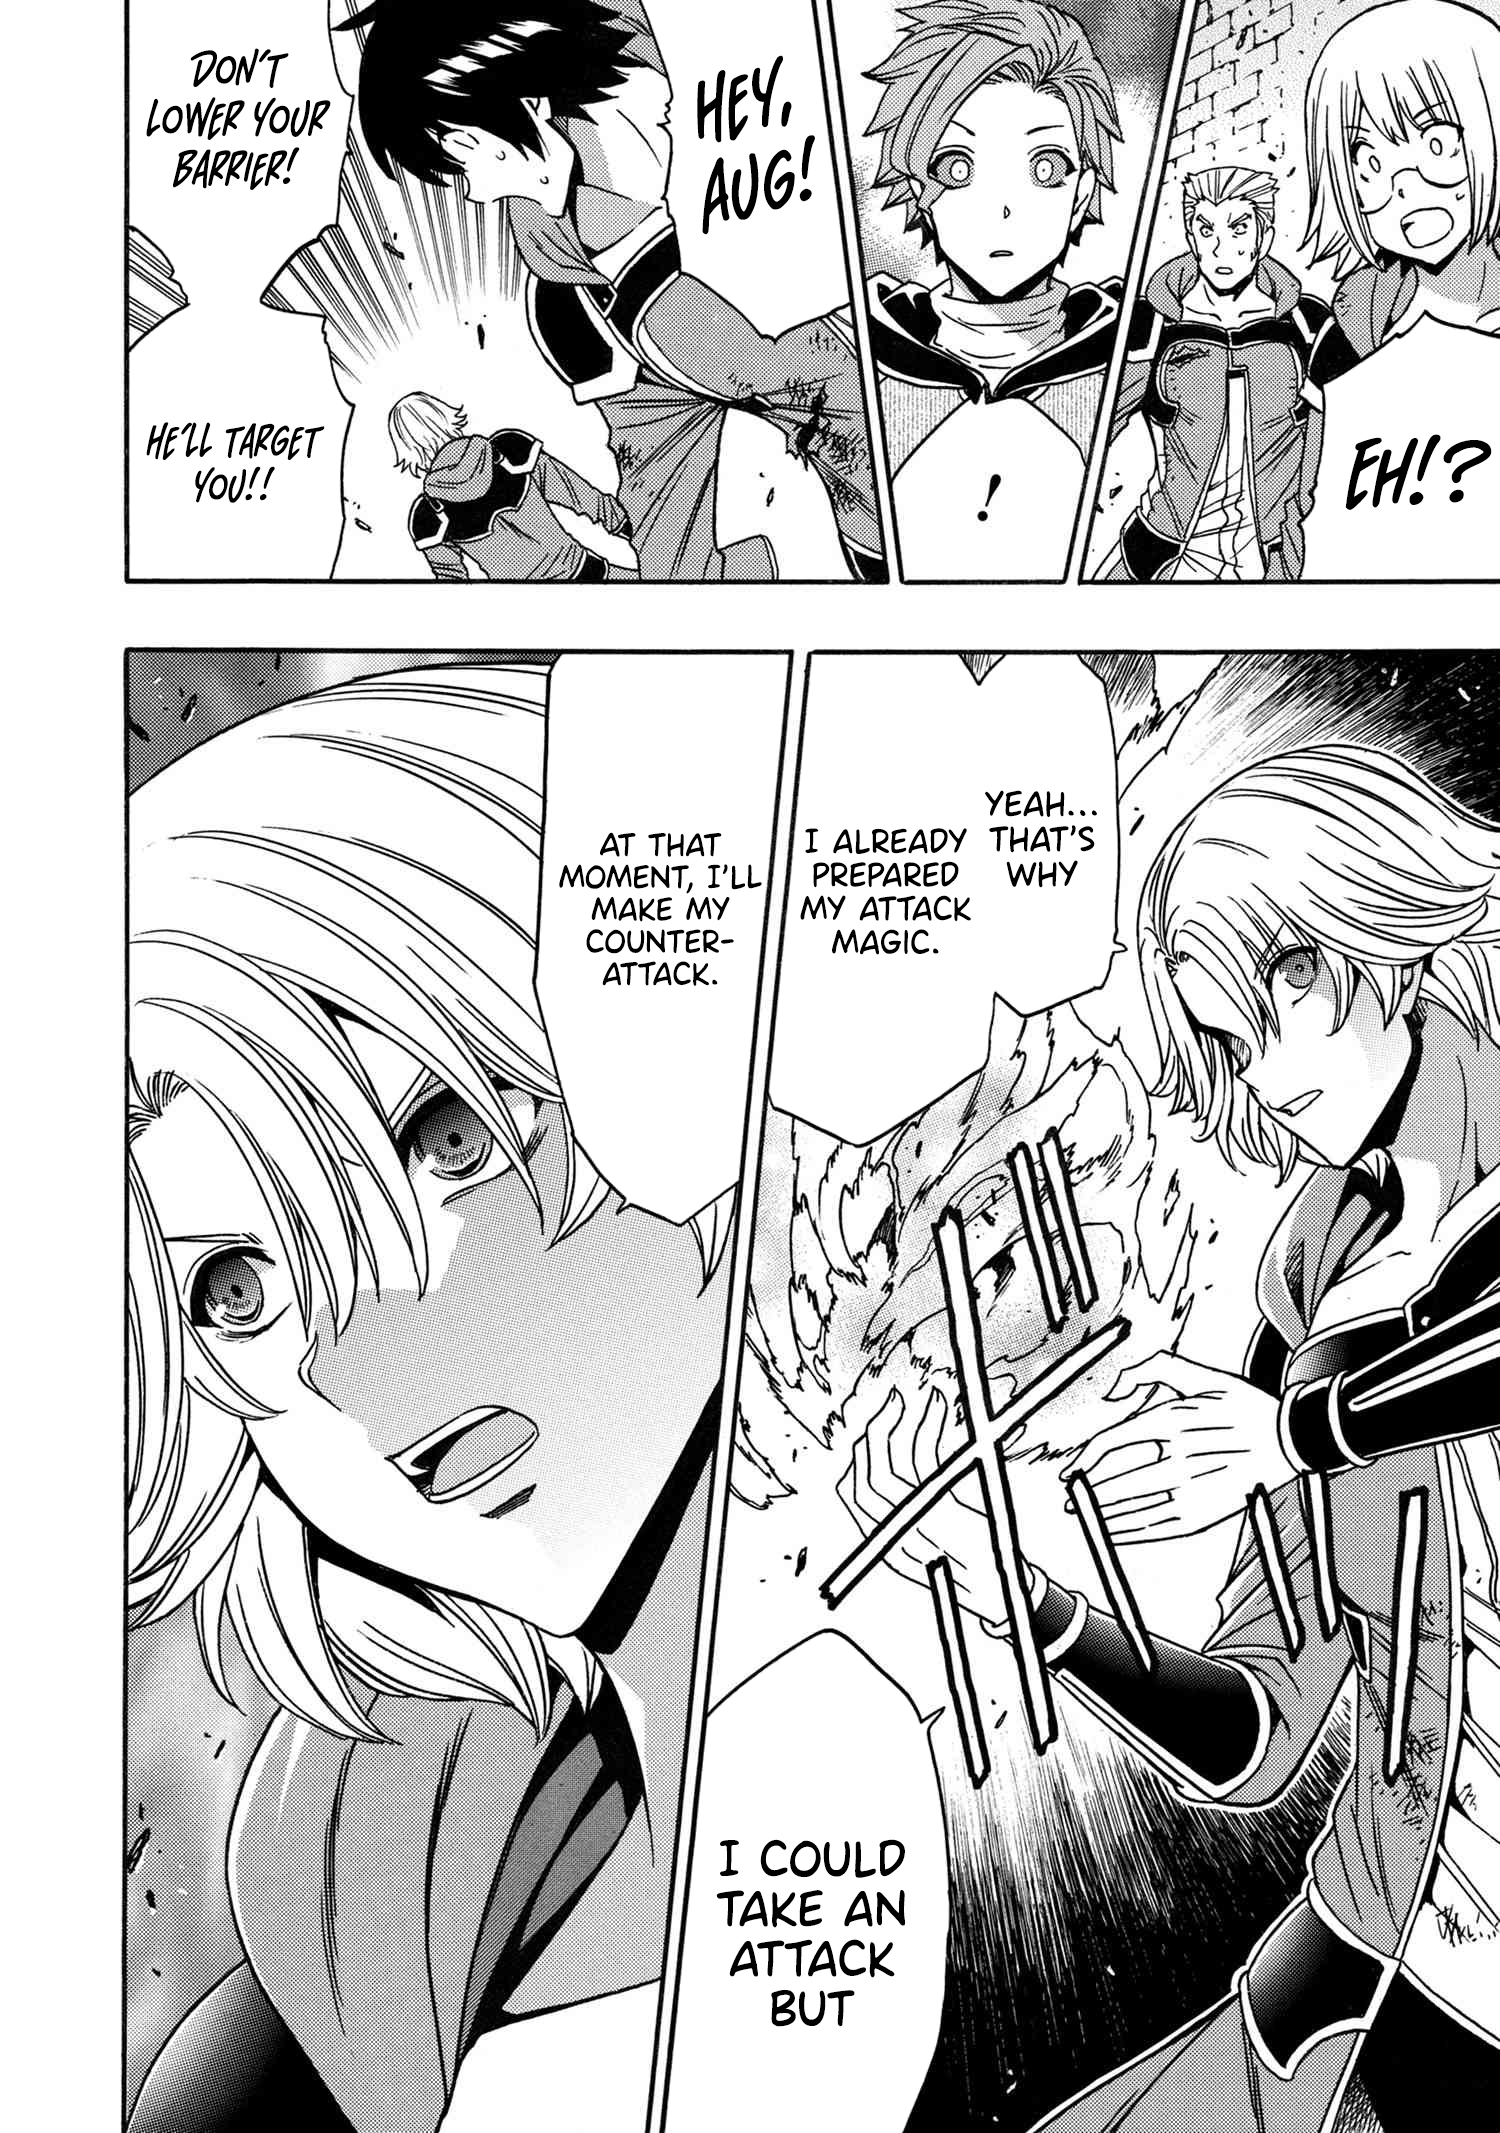 EH!?
!
HEY,
AUG!
DON'T
LOWER YOUR
BARRIER!
HE'LL TARGET
YOU!!
YEAH...
THAT'S
WHY
I ALREADY
PREPARED
MY ATTACK
MAGIC.
I COULD
TAKE AN
ATTACK
BUT
AT THAT
MOMENT, I'LL
MAKE MY
COUNTER-
ATTACK.